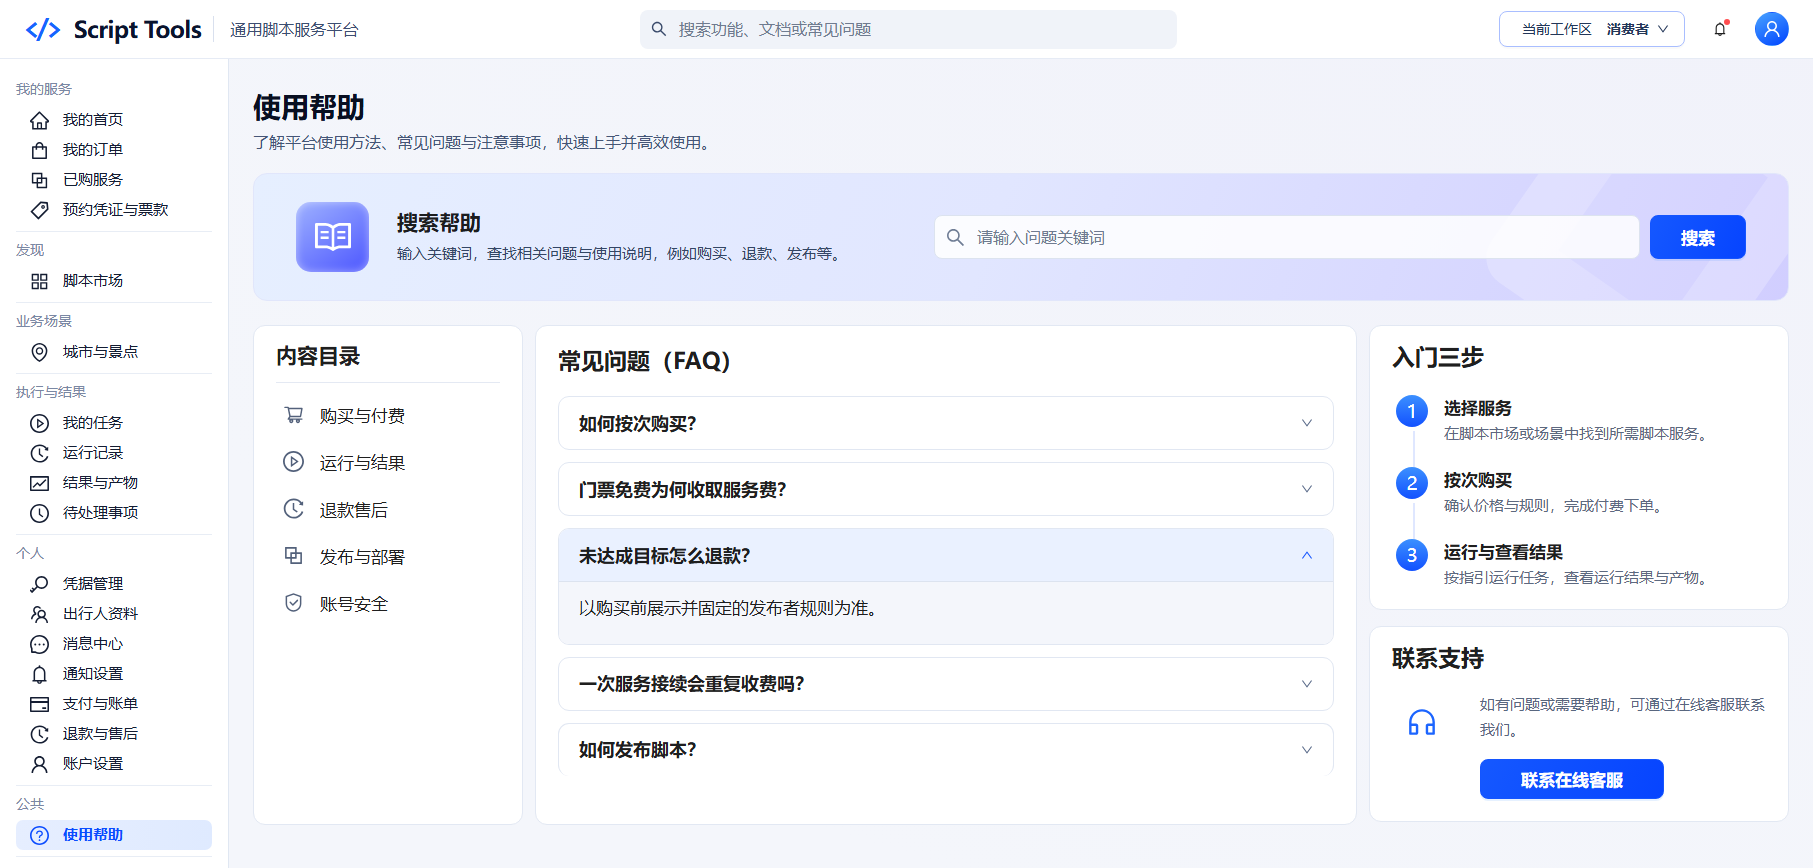 Script Tools
通用脚本服务平台
搜索功能、文档或常见问题
当前工作区 消费者
我的服务
我的首页
我的订单
已购服务
预约凭证与票款
发现
脚本市场
业务场景
城市与景点
执行与结果
我的任务
运行记录
结果与产物
待处理事项
个人
凭据管理
出行人资料
消息中心
通知设置
支付与账单
退款与售后
账户设置
公共
使用帮助
使用帮助
了解平台使用方法、常见问题与注意事项，快速上手并高效使用。
搜索帮助
输入关键词，查找相关问题与使用说明，例如购买、退款、发布等。
请输入问题关键词
搜索
内容目录
购买与付费
运行与结果
退款售后
发布与部署
账号安全
常见问题（FAQ）
如何按次购买？
门票免费为何收取服务费？
未达成目标怎么退款？
以购买前展示并固定的发布者规则为准。
一次服务接续会重复收费吗？
如何发布脚本？
入门三步
1 选择服务
在脚本市场或场景中找到所需脚本服务。
2 按次购买
确认价格与规则，完成付费下单。
3 运行与查看结果
按指引运行任务，查看运行结果与产物。
联系支持
如有问题或需要帮助，可通过在线客服联系
我们。
联系在线客服